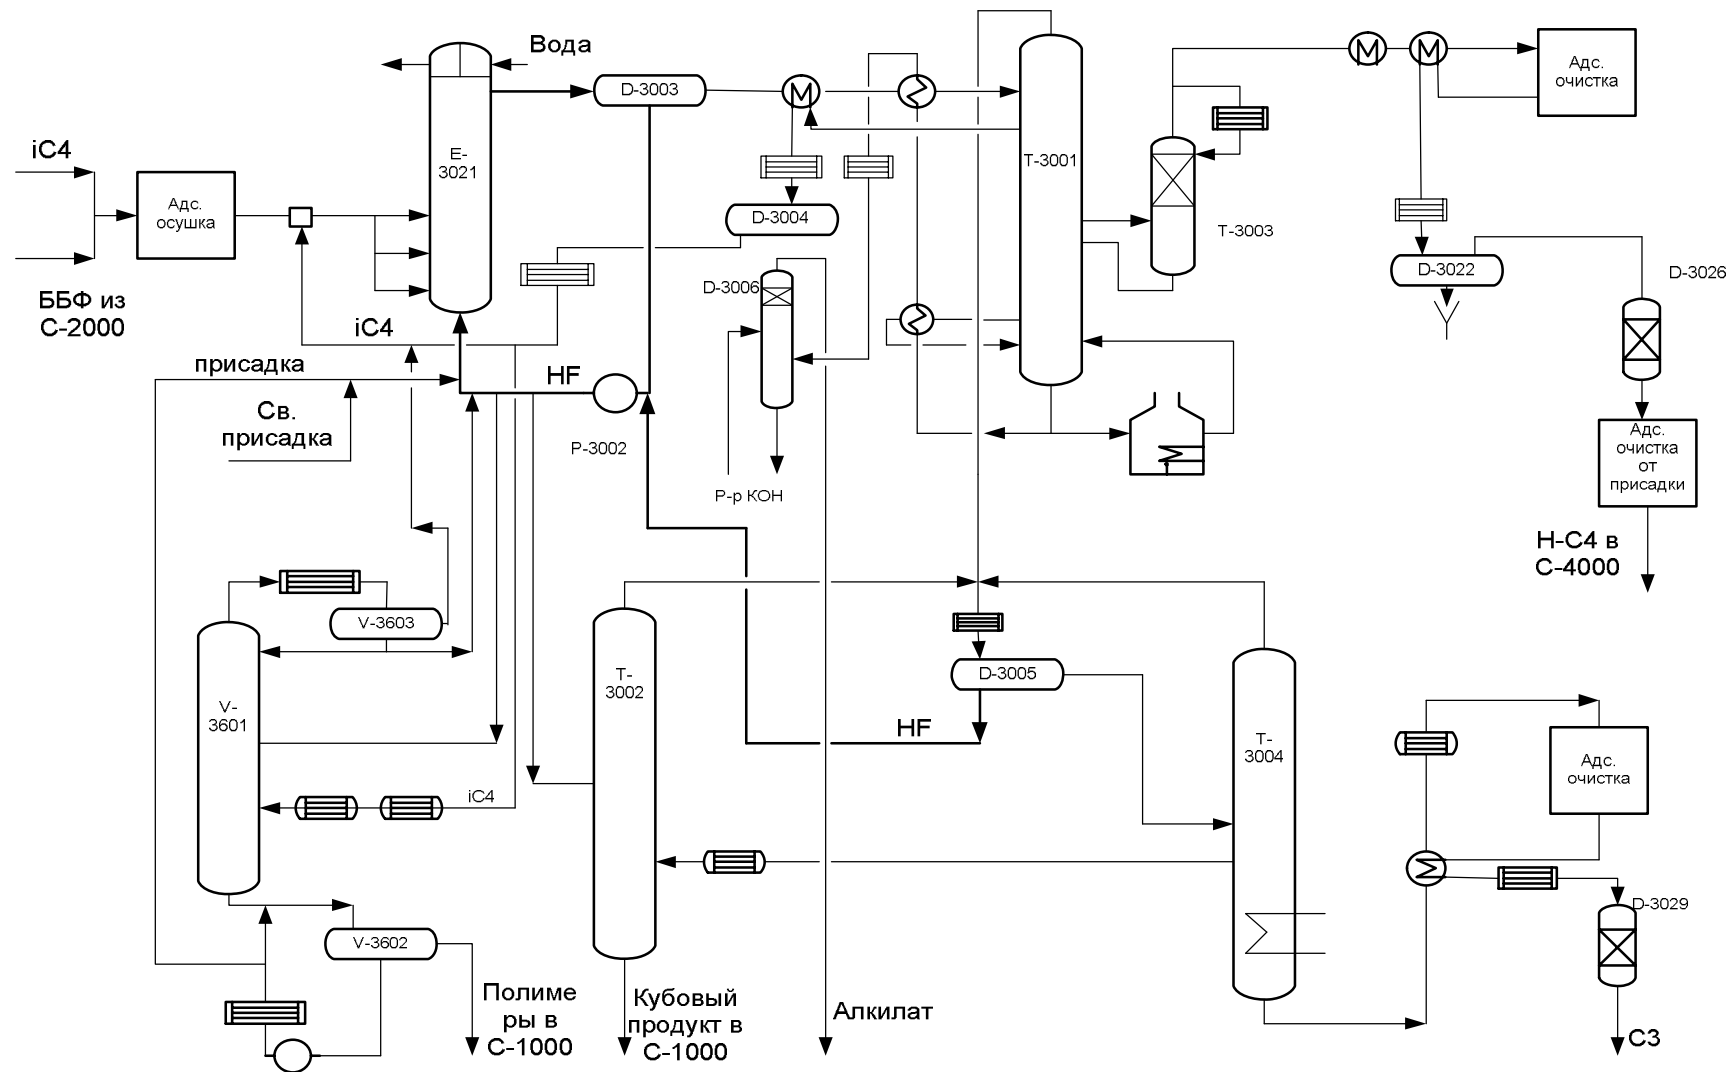 Вода
D-3003
Адс.
очистка
iC4
E-
3021
T-3001
Адс.
осушка
D-3004
T-3003
D-3022
D-3026
D-3006
ББФ из
С-2000
iC4
присадка
HF
Св.
присадка
P-3002
Р-р КОН
Адс.
очистка
от
присадки
Н-С4 в
С-4000
V-3603
T-
3002
D-3005
V-
3601
HF
T-
3004
Адс.
очистка
iC4
D-3029
V-3602
Полиме
ры в
С-1000
Кубовый
продукт в
С-1000
Алкилат
С3